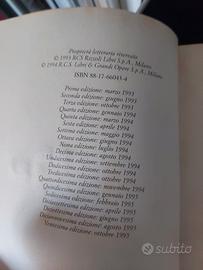 Proprietà letteraria riservata
© 1993 RCS Rizzoli Libri S.p.A., Milano
© 1994 R.C.S. Libri & Grandi Opere S.p.A., Milano
ISBN 88-17-66043-4
Prima edizione: marzo 1993
Seconda edizione: giugno 1993
Terza edizione: ottobre 1993
Quarta edizione: gennaio 1994
Quinta edizione: marzo 1994
Sesta edizione: aprile 1994
Settima edizione: maggio 1994
Ottava edizione: giugno 1994
Nona edizione: luglio 1994
Decima edizione: agosto 1994
Undicesima edizione: settembre 1994
Dodicesima edizione: ottobre 1994
Tredicesima edizione: ottobre 1994
Quattordicesima edizione: novembre 1994
Quindicesima edizione: gennaio 1995
Sedicesima edizione: febbraio 1995
Diciassettesima edizione: aprile 1995
Diciottesima edizione: giugno 1995
Diciannovesima edizione: agosto 1995
Ventesima edizione: ottobre 1995
subito